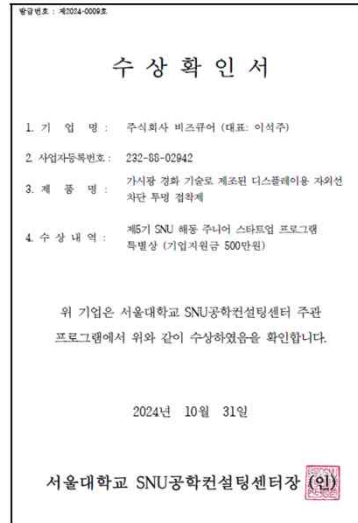 발급번호 : 제2024-0009호
수 상 확 인 서
1. 기 업 명 : 주식회사 비즈큐어 (대표: 이석주)
2. 사업자등록번호 : 232-88-02942
3. 제 품 명 : 가시광 경화 기술로 제조된 디스플레이용 자외선
차단 투명 접착제
4. 수 상 내 역 : 제5기 SNU 해동 주니어 스타트업 프로그램
특별상 (기업지원금 500만원)
위 기업은 서울대학교 SNU공학컨설팅센터 주관
프로그램에서 위와 같이 수상하였음을 확인합니다.
2024년 10월 31일
서울대학교 SNU공학컨설팅센터장 (인)